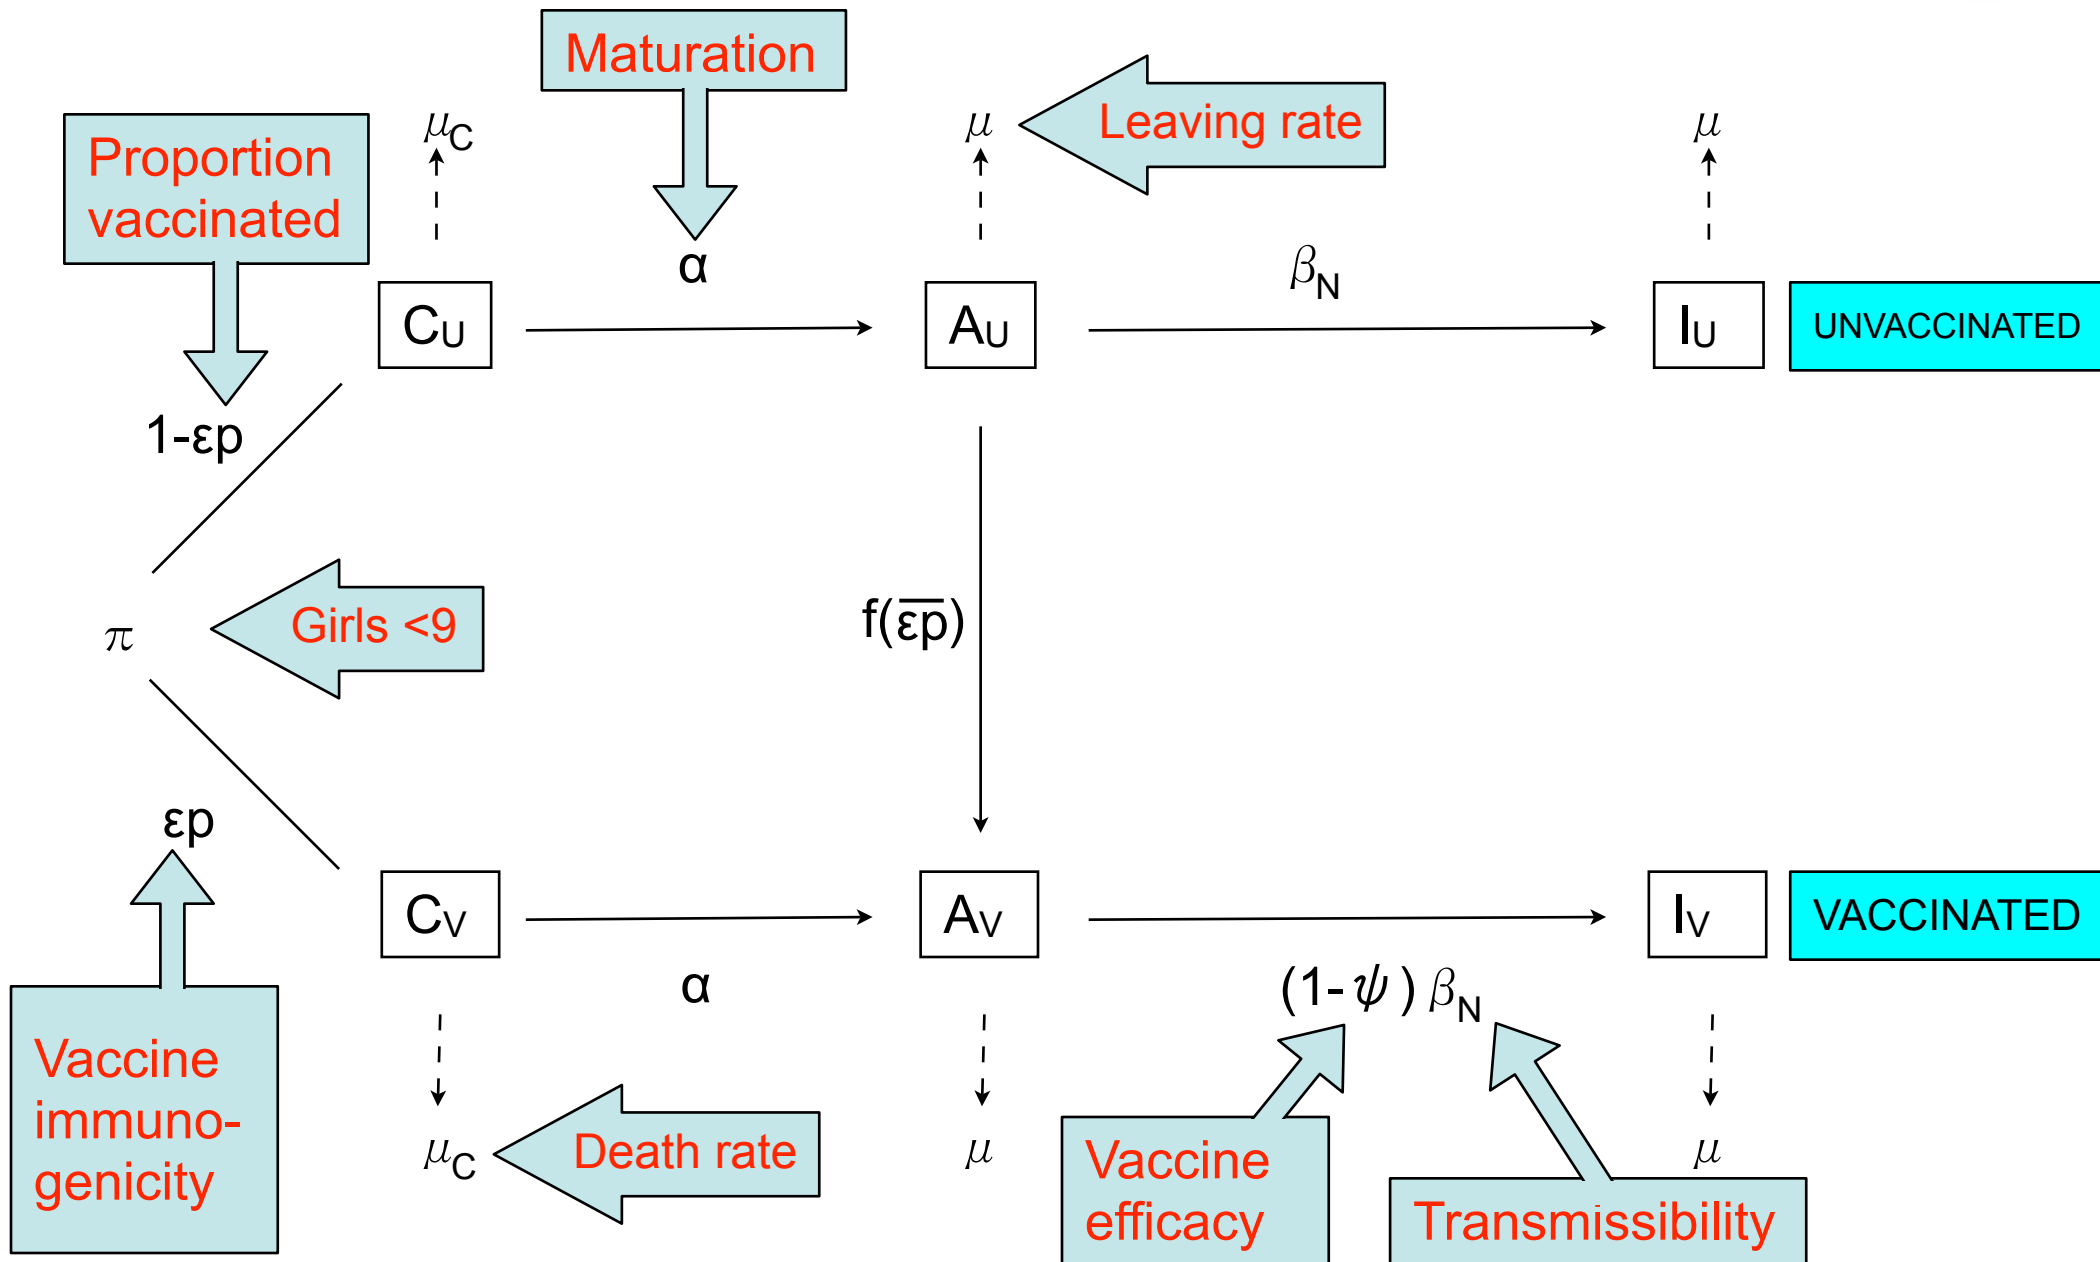 Maturation
Proportion
vaccinated
μC
μ
Leaving rate
μ
α
βN
CU
AU
IU
UNVACCINATED
1-εp
π
Girls <9
f(ε̅p̅)
εp
CV
AV
IV
VACCINATED
α
(1-ψ) βN
Vaccine
immuno-
genicity
μC
Death rate
μ
Vaccine
efficacy
μ
Transmissibility